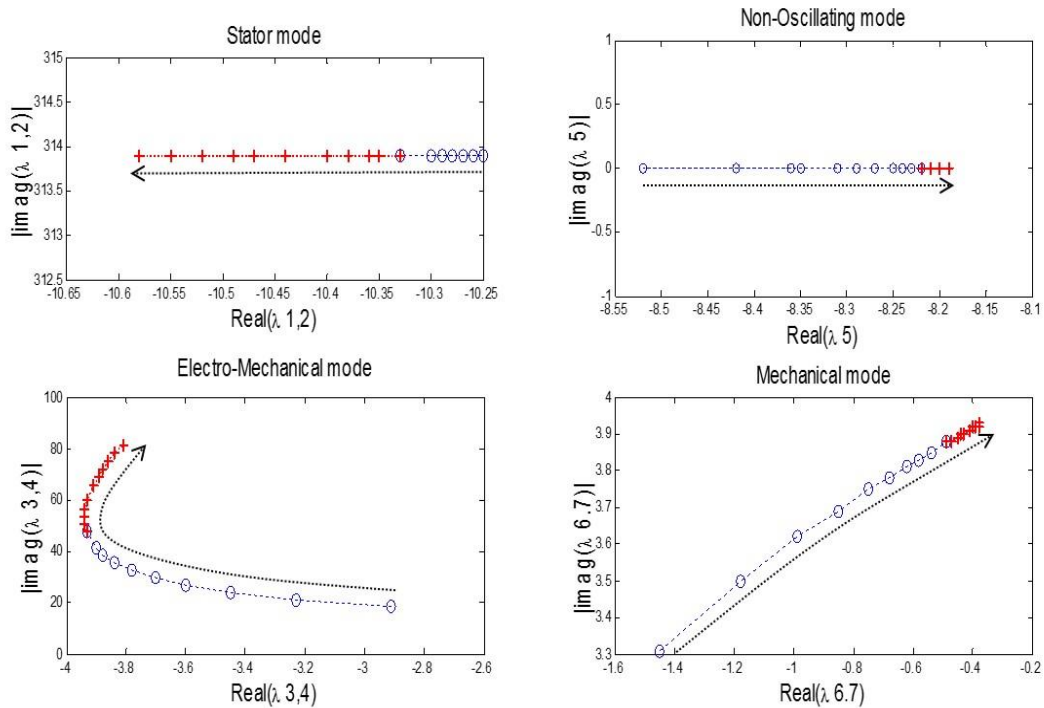 Stator mode
315
314.5
314
313.5
313
312.5
|imag(λ 1,2)|
-10.65 -10.6 -10.55 -10.5 -10.45 -10.4 -10.35 -10.3 -10.25
Real(λ 1,2)
Non-Oscillating mode
1
0.5
0
-0.5
-1
|imag(λ 5)|
-8.55 -8.5 -8.45 -8.4 -8.35 -8.3 -8.25 -8.2 -8.15 -8.1
Real(λ 5)
Electro-Mechanical mode
100
80
60
40
20
0
|imag(λ 3,4)|
-4 -3.8 -3.6 -3.4 -3.2 -3 -2.8 -2.6
Real(λ 3,4)
Mechanical mode
4
3.9
3.8
3.7
3.6
3.5
3.4
3.3
|imag(λ 6.7)|
-1.6 -1.4 -1.2 -1 -0.8 -0.6 -0.4 -0.2
Real(λ 6.7)